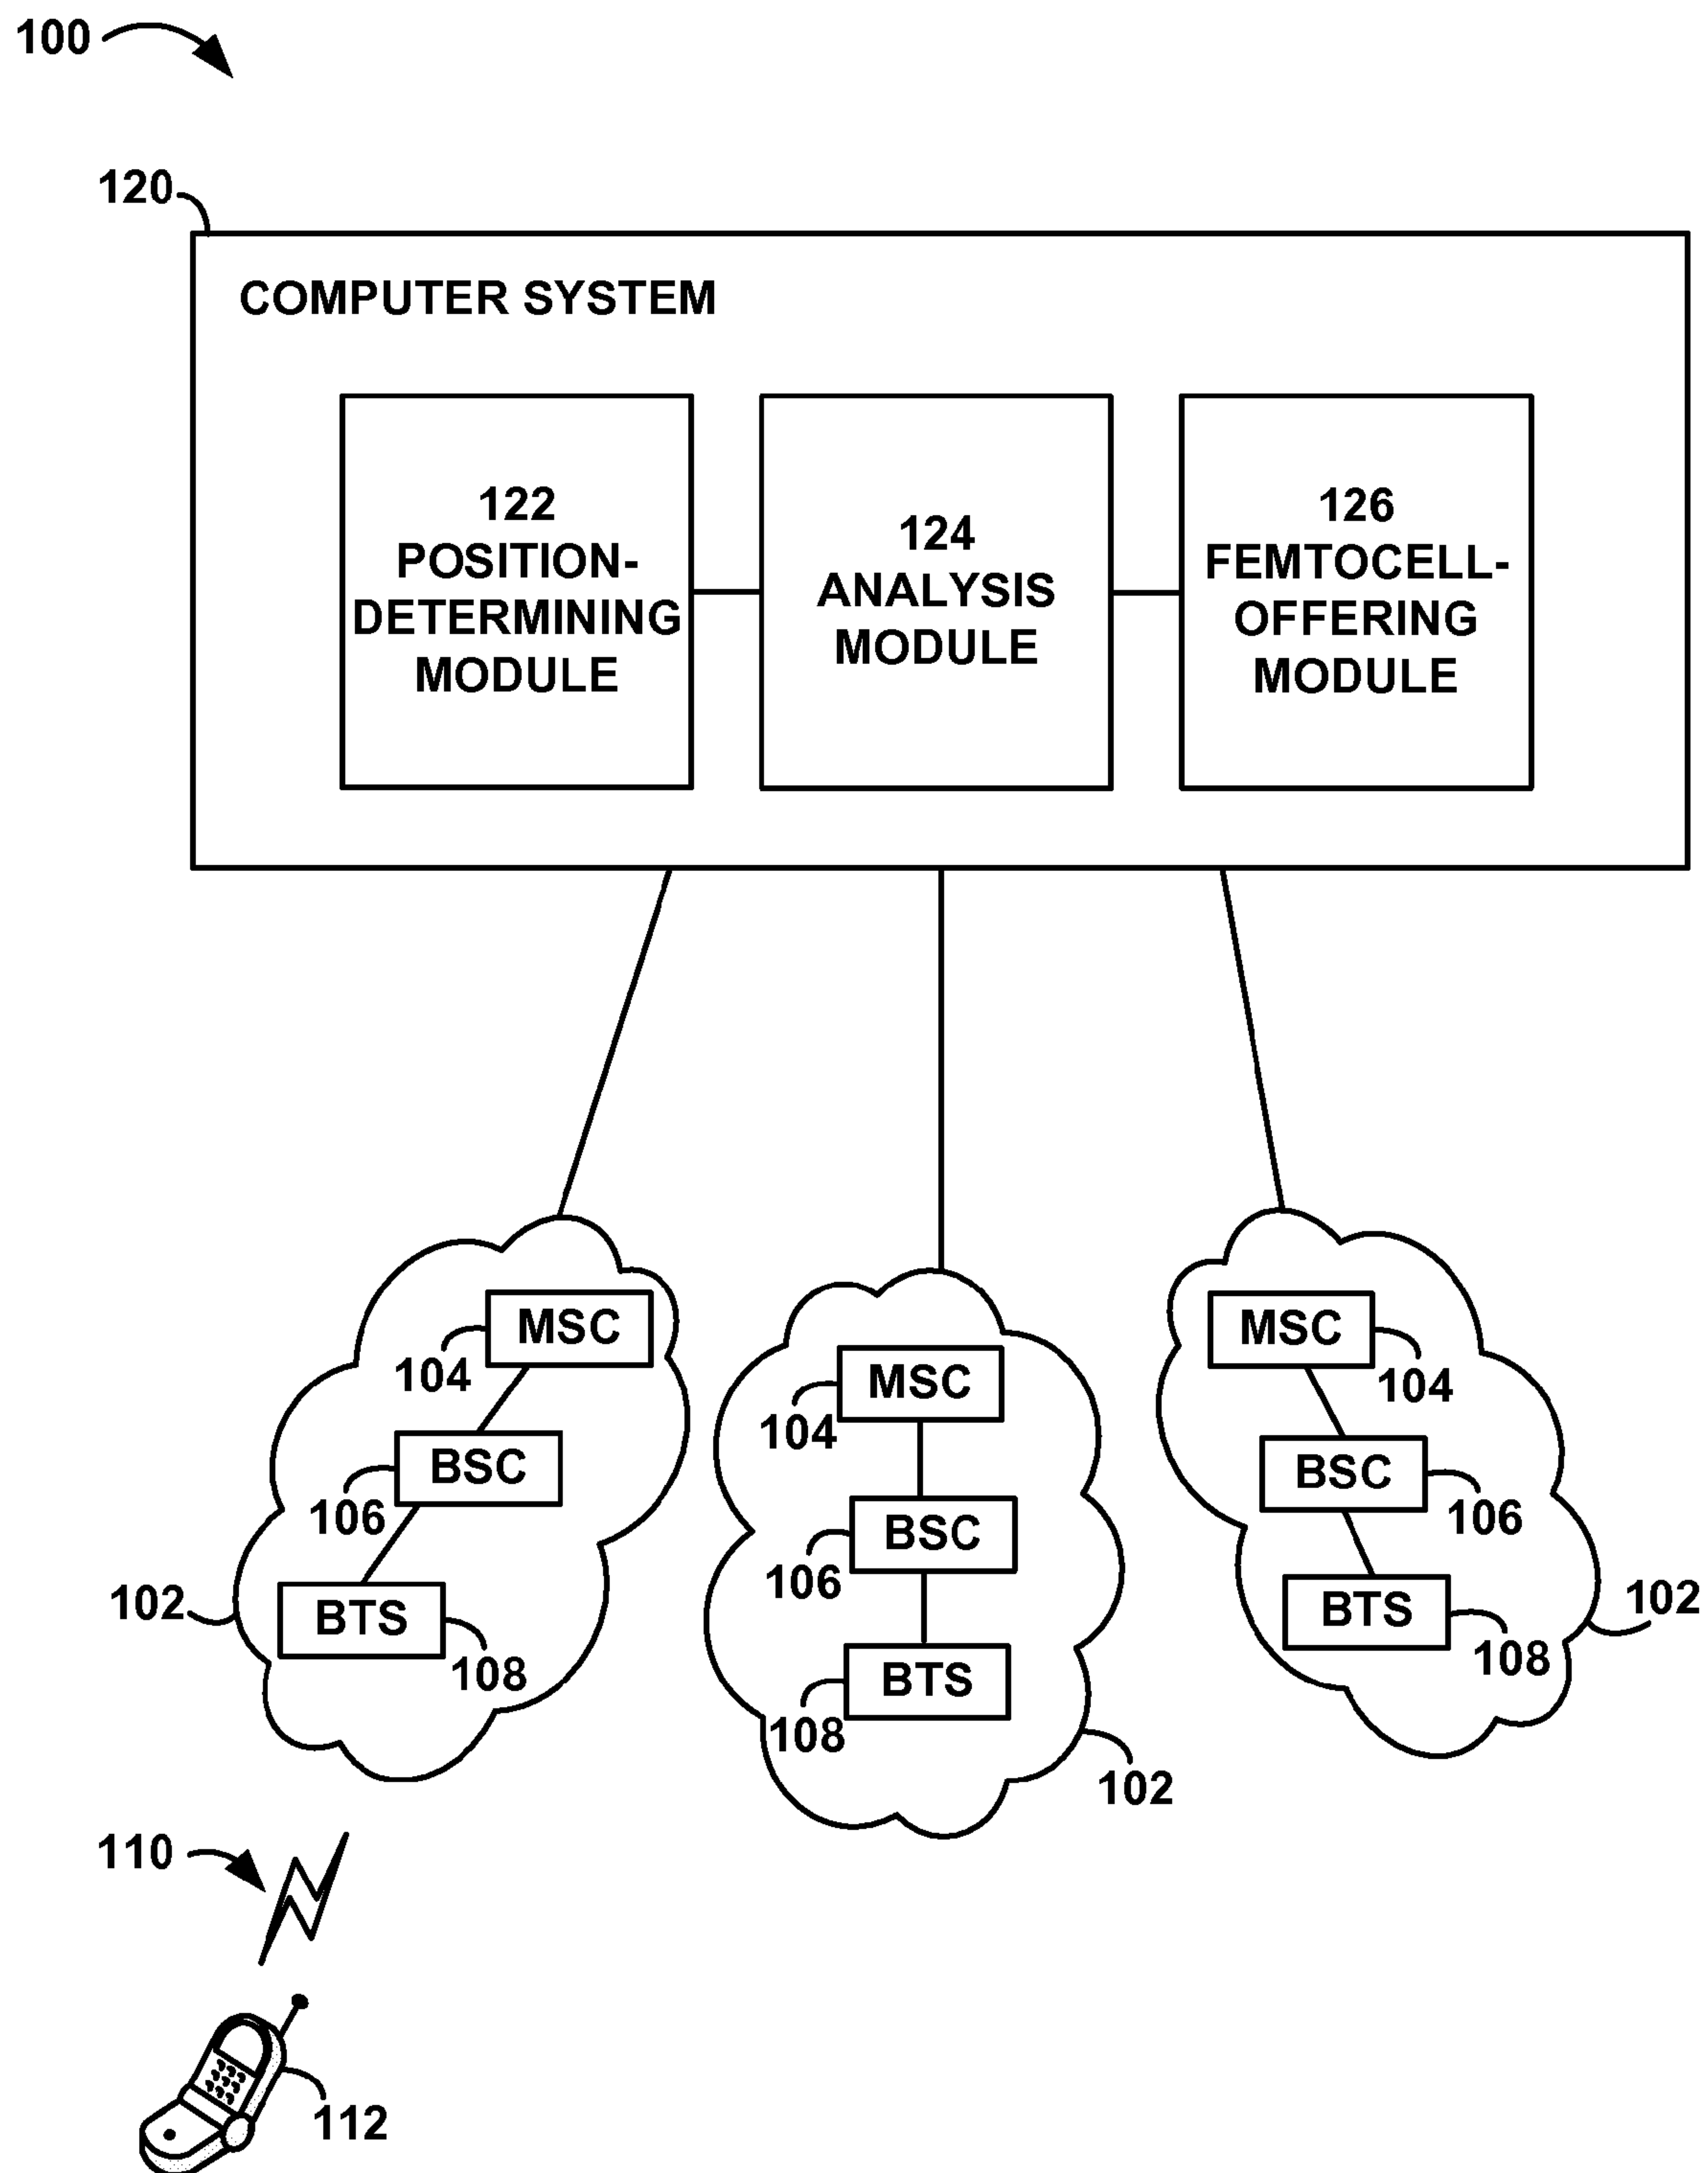 100
120
COMPUTER SYSTEM
122
POSITION-
DETERMINING
MODULE
124
ANALYSIS
MODULE
126
FEMTOCELL-
OFFERING
MODULE
MSC
104
BSC
106
BTS
108
102
MSC
104
BSC
106
BTS
108
102
MSC
104
BSC
106
BTS
108
102
110
112